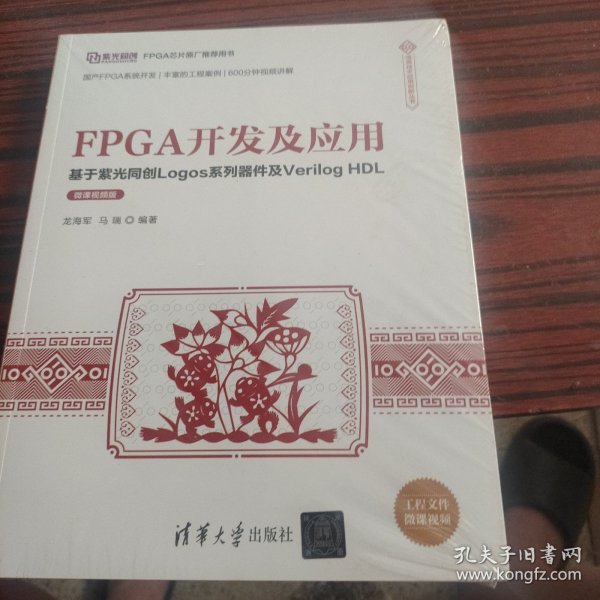 紫光同创
PANGOMICRO
FPGA芯片原厂推荐用书
国产FPGA系统开发 | 丰富的工程案例 | 600分钟视频讲解
FPGA开发及应用
基于紫光同创Logos系列器件及Verilog HDL
微课视频版
龙海军 马瑞 ◎ 编著
清华大学出版社
工程文件
微课视频
孔夫子旧书网
www.kongfz.com